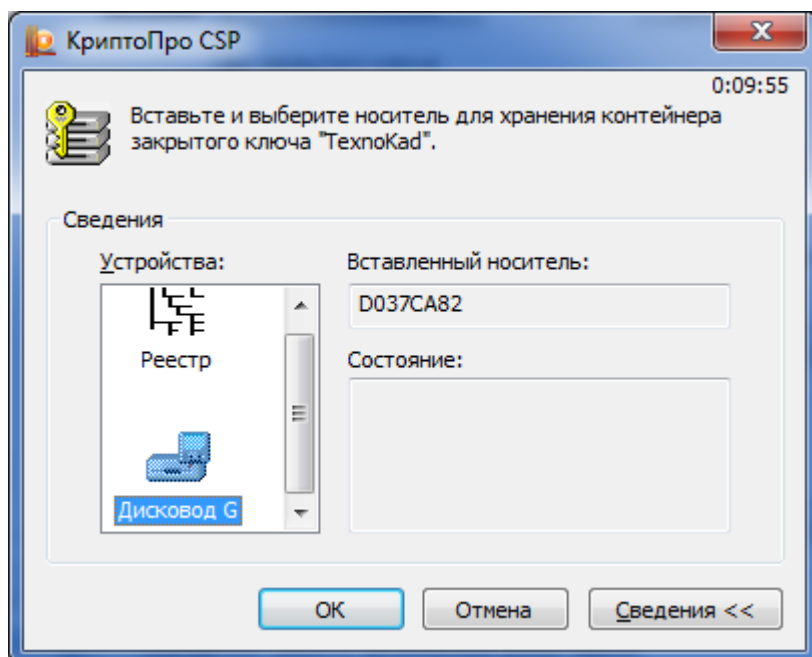 КриптоПро CSP
0:09:55
Вставьте и выберите носитель для хранения контейнера
закрытого ключа "TexnoKad".
Сведения
Устройства:
Реестр
Дисковод G
Вставленный носитель:
D037CA82
Состояние:
OK
Отмена
Сведения <<